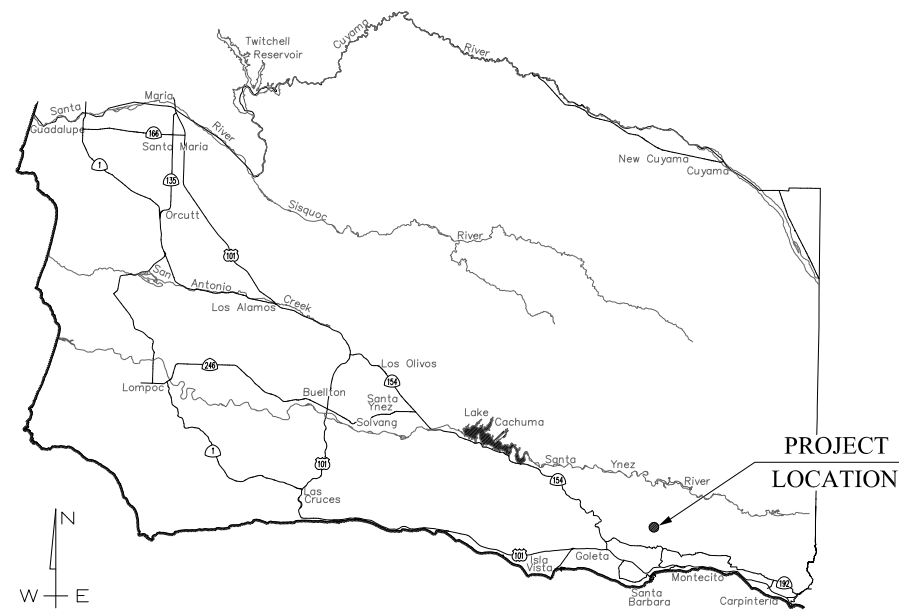 Twitchell
Reservoir
Cuyama
River
Santa
Maria
River
Guadalupe
166
Santa Maria
1
135
New Cuyama
Cuyama
Orcutt
Sisquoc
River
101
San
Antonio
Creek
Los Alamos
246
Los Olivos
154
Lompoc
Buellton
Santa
Ynez
Solvang
Lake
Cachuma
1
101
Santa
Ynez
River
154
Las
Cruces
PROJECT
LOCATION
N
W
E
101
Isla
Vista
Goleta
Santa
Barbara
Montecito
192
Carpinteria